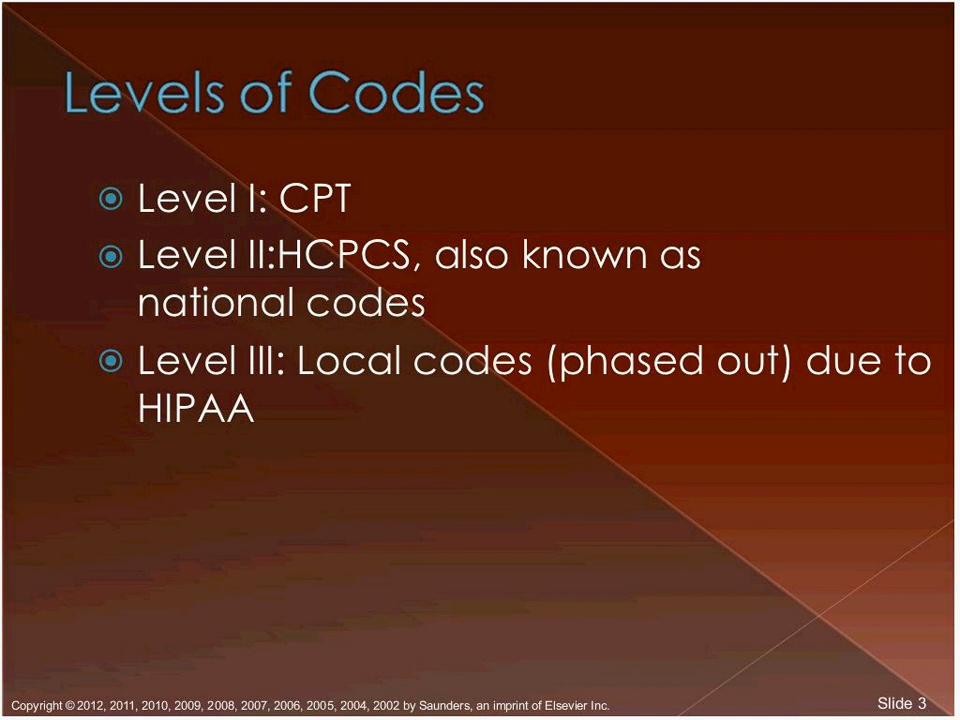 Levels of Codes
Level I: CPT
Level II:HCPCS, also known as
national codes
Level III: Local codes (phased out) due to
HIPAA
Copyright © 2012, 2011, 2010, 2009, 2008, 2007, 2006, 2005, 2004, 2002 by Saunders, an imprint of Elsevier Inc.
Slide 3